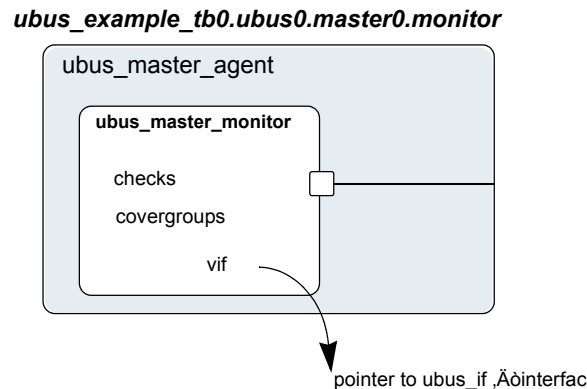 ubus_example_tb0.ubus0.master0.monitor
ubus_master_agent
ubus_master_monitor
checks
covergroups
vif
pointer to ubus_if ‚Äòinterfac